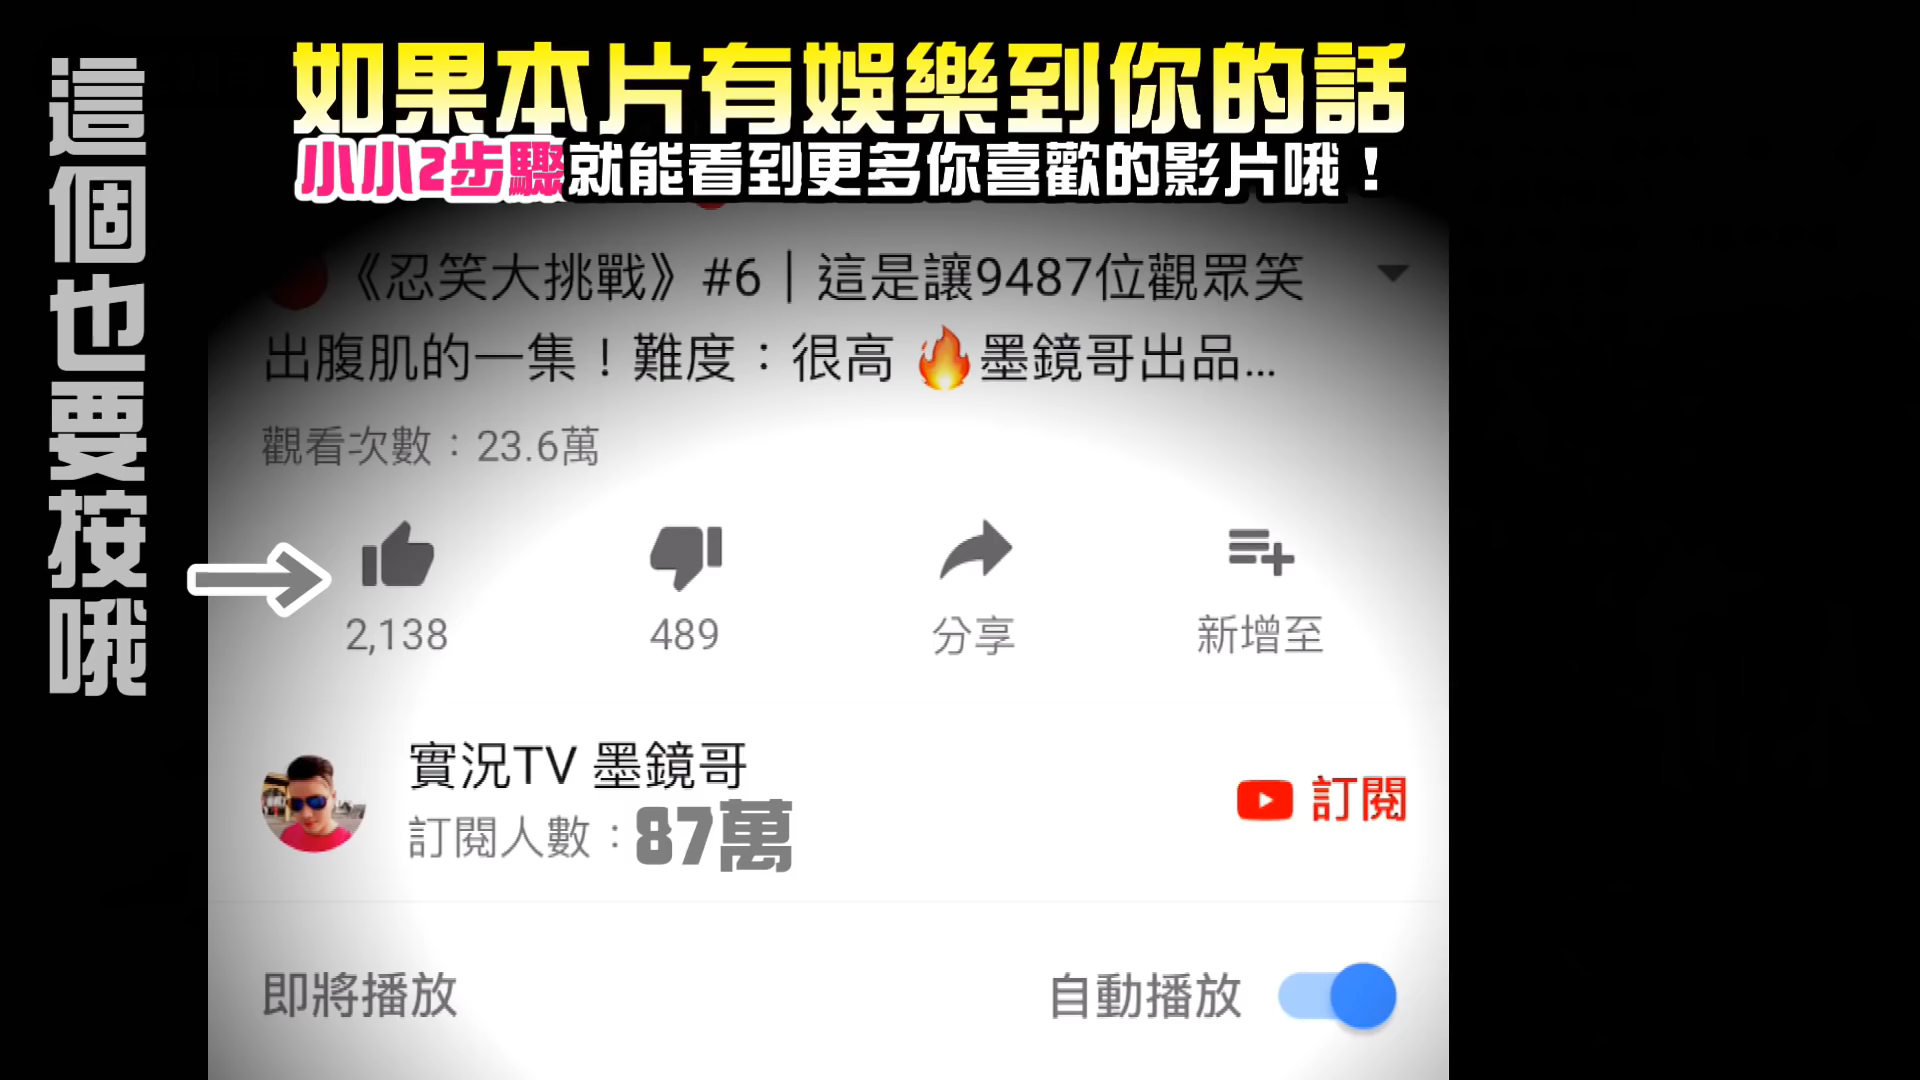 如果本片有娛樂到你的話
小小2步驟就能看到更多你喜歡的影片哦！
這個也要按哦
《忍笑大挑戰》#6｜這是讓9487位觀眾笑
出腹肌的一集！難度：很高 🔥墨鏡哥出品...
觀看次數：23.6萬
2,138
489
分享
新增至
實況TV 墨鏡哥
訂閱人數：87萬
訂閱
即將播放
自動播放